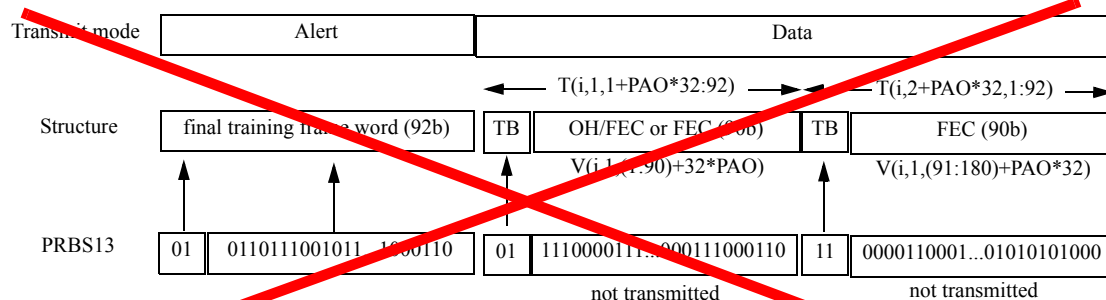 Transmit mode Alert Data
T(i,1,1+PAO*32:92) T(i,2+PAO*32,1:92)
Structure final training frame word (92b) TB OH/FEC or FEC (90b) TB FEC (90b)
V(i,1,(1:90)+32*PAO) V(i,1,(91:180)+PAO*32)
PRBS13 01 0110111001011...1000110 01 1110000111...000111000110 11 0000110001...01010101000
not transmitted not transmitted